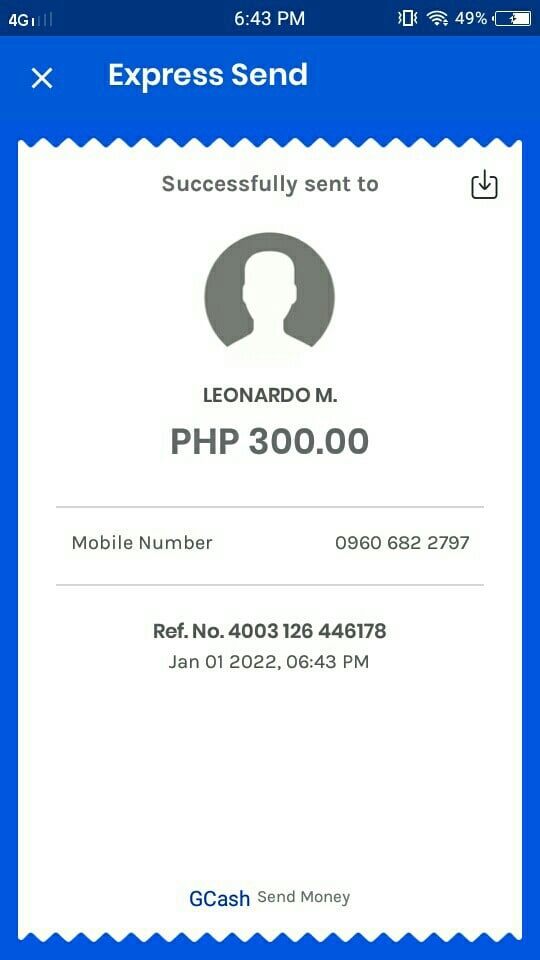 4G 6:43 PM 49%
Express Send
Successfully sent to
LEONARDO M.
PHP 300.00
Mobile Number 0960 682 2797
Ref. No. 4003 126 446178
Jan 01 2022, 06:43 PM
GCash Send Money